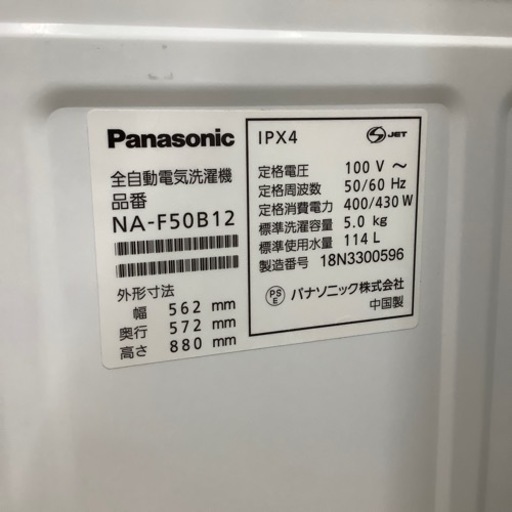 Panasonic
全自動電気洗濯機
品番
NA-F50B12
外形寸法
幅 562 mm
奥行 572 mm
高さ 880 mm
IPX4
S JET
定格電圧 100 V ～
定格周波数 50/60 Hz
定格消費電力 400/430 W
標準洗濯容量 5.0 kg
標準使用水量 114 L
製造番号 18N3300596
PS E パナソニック株式会社
中国製